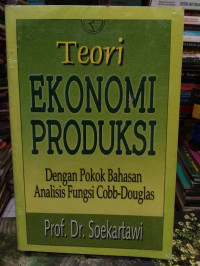 Teori
EKONOMI
PRODUKSI
Dengan Pokok Bahasan
Analisis Fungsi Cobb-Douglas
Prof. Dr. Soekartawi